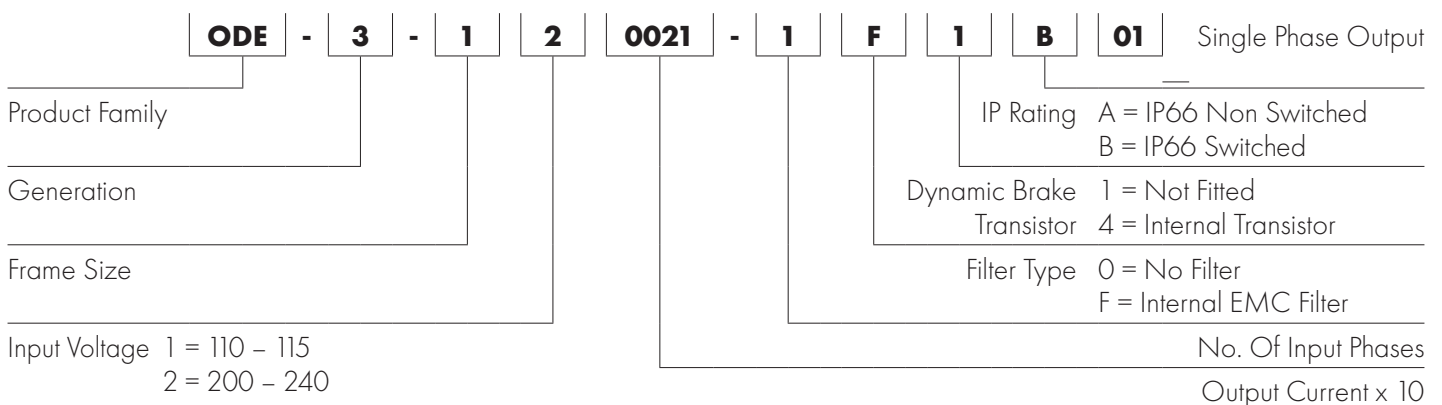 ODE - 3 - 1 2 0021 - 1 F 1 B 01 Single Phase Output
Product Family
IP Rating A = IP66 Non Switched
B = IP66 Switched
Generation
Dynamic Brake 1 = Not Fitted
Transistor 4 = Internal Transistor
Frame Size
Filter Type 0 = No Filter
F = Internal EMC Filter
Input Voltage 1 = 110 – 115
No. Of Input Phases
2 = 200 – 240
Output Current x 10